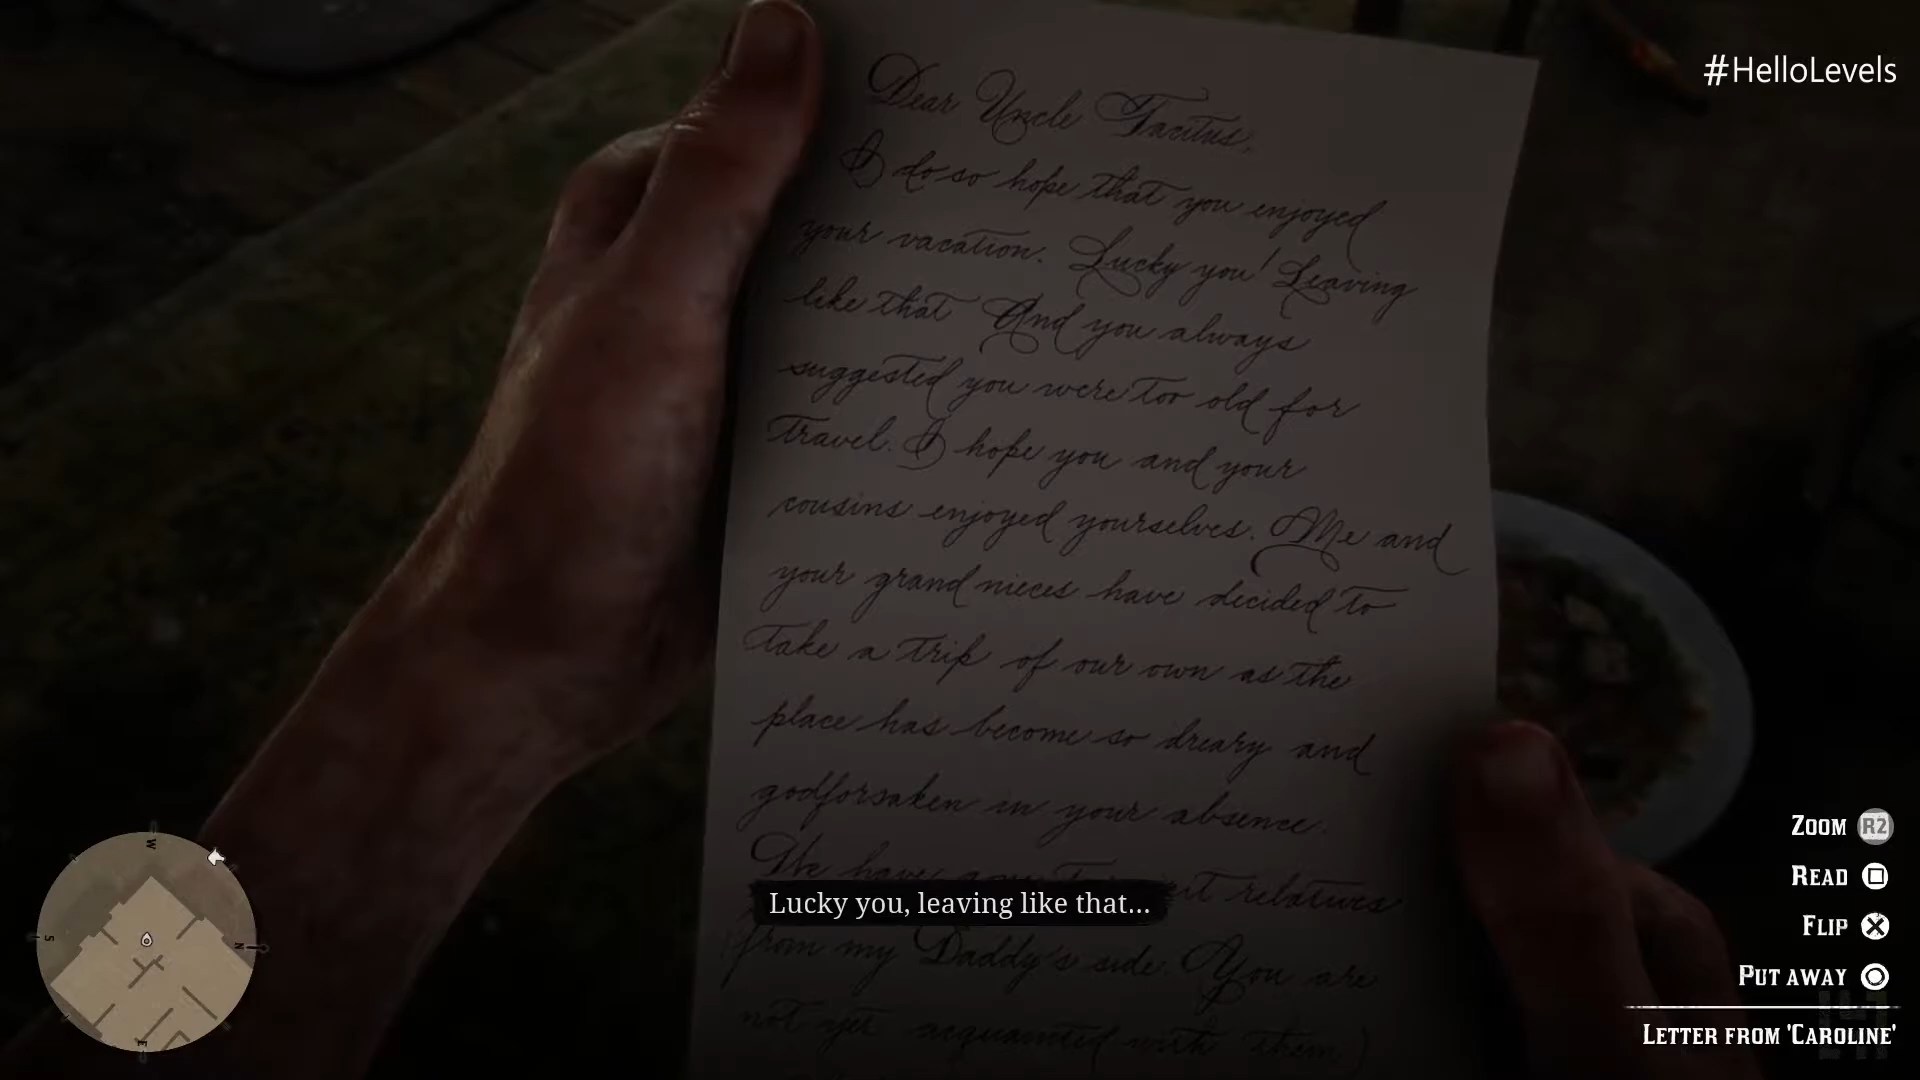 #HelloLevels
Dear Uncle Tacitus,
I do so hope that you enjoyed
your vacation. Lucky you! Leaving
like that And you always
suggested you were too old for
travel. I hope you and your
cousins enjoyed yourselves. Me and
your grand nieces have decided to
take a trip of our own as the
place has become so dreary and
godforsaken in your absence.
We have relatives
Lucky you, leaving like that...
from my Daddy's side. You are
not yet acquainted with them.)
W
S
N
E
ZOOM R2
READ
FLIP
PUT AWAY
LETTER FROM 'CAROLINE'